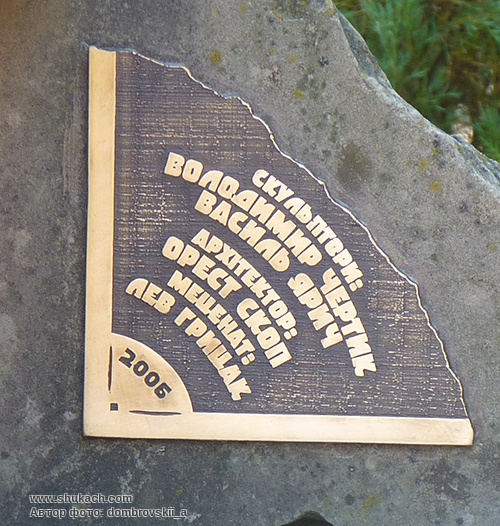 СКУЛЬПТОРИ:
ВОЛОДИМИР ЧЕРТИК
ВАСИЛЬ ЯРИЧ
АРХІТЕКТОР:
ОРЕСТ СКОП
МЕЦЕНАТ:
ЛЕВ ГРИЦАК
2006
www.shukach.com
Автор фото: dombrovskii_a